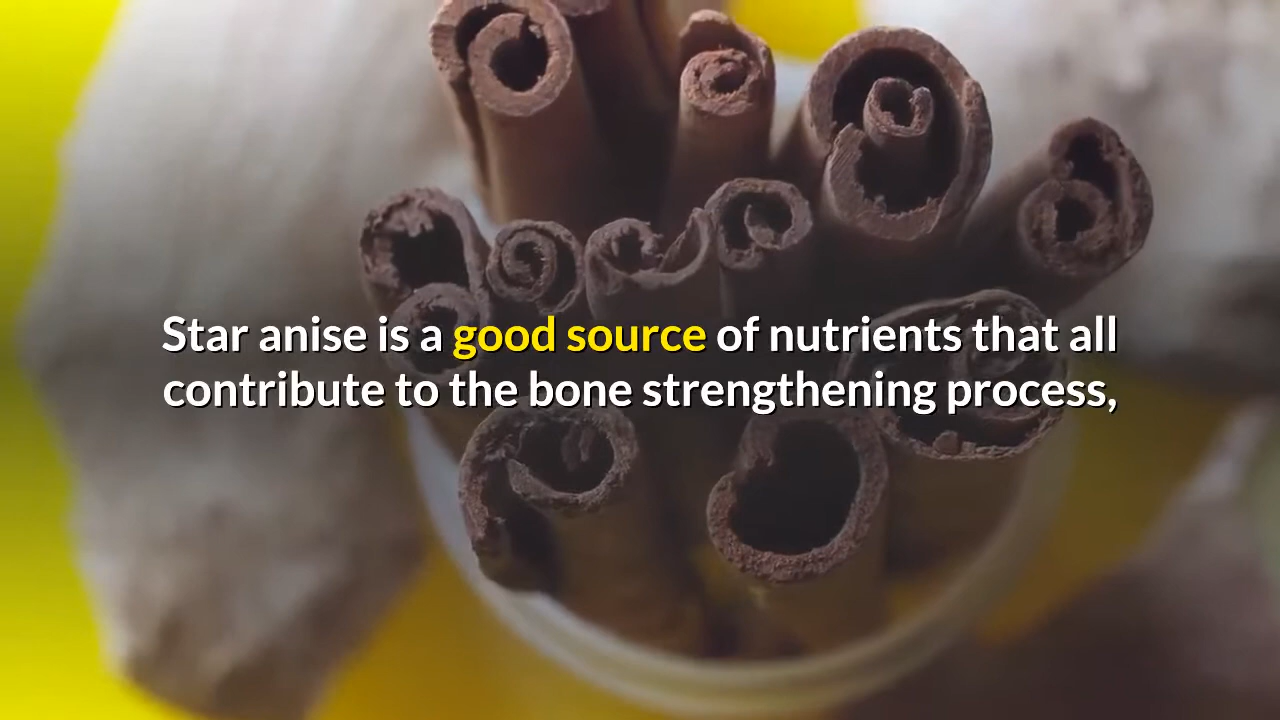 Star anise is a good source of nutrients that all
contribute to the bone strengthening process,